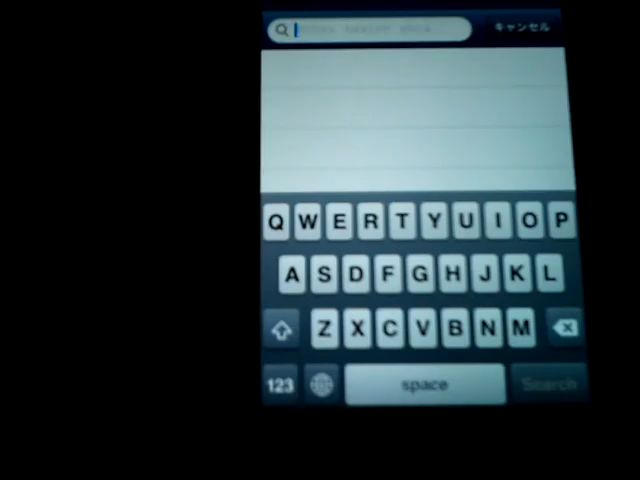 キャンセル
Q W E R T Y U I O P
A S D F G H J K L
Z X C V B N M
123 space Search